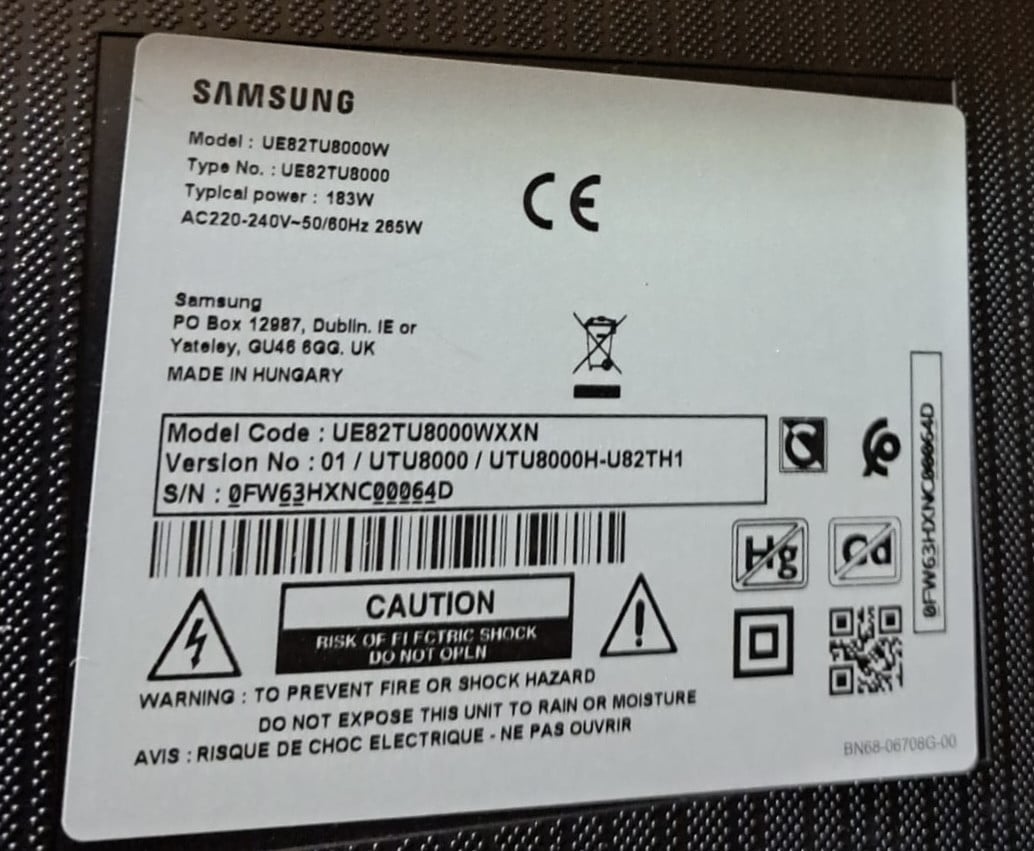 SAMSUNG
Model : UE82TU8000W
Type No. : UE82TU8000
Typical power : 183W
AC220-240V~50/60Hz 265W
CE
Samsung
PO Box 12987, Dublin. IE or
Yateley, GU46 6GG. UK
MADE IN HUNGARY
Model Code : UE82TU8000WXXN
Version No : 01 / UTU8000 / UTU8000H-U82TH1
S/N : 0FW63HXNC00064D
0FW63HXNC00064D
Hg
Cd
CAUTION
RISK OF ELECTRIC SHOCK
DO NOT OPEN
WARNING : TO PREVENT FIRE OR SHOCK HAZARD
DO NOT EXPOSE THIS UNIT TO RAIN OR MOISTURE
AVIS : RISQUE DE CHOC ELECTRIQUE - NE PAS OUVRIR
BN68-06708G-00